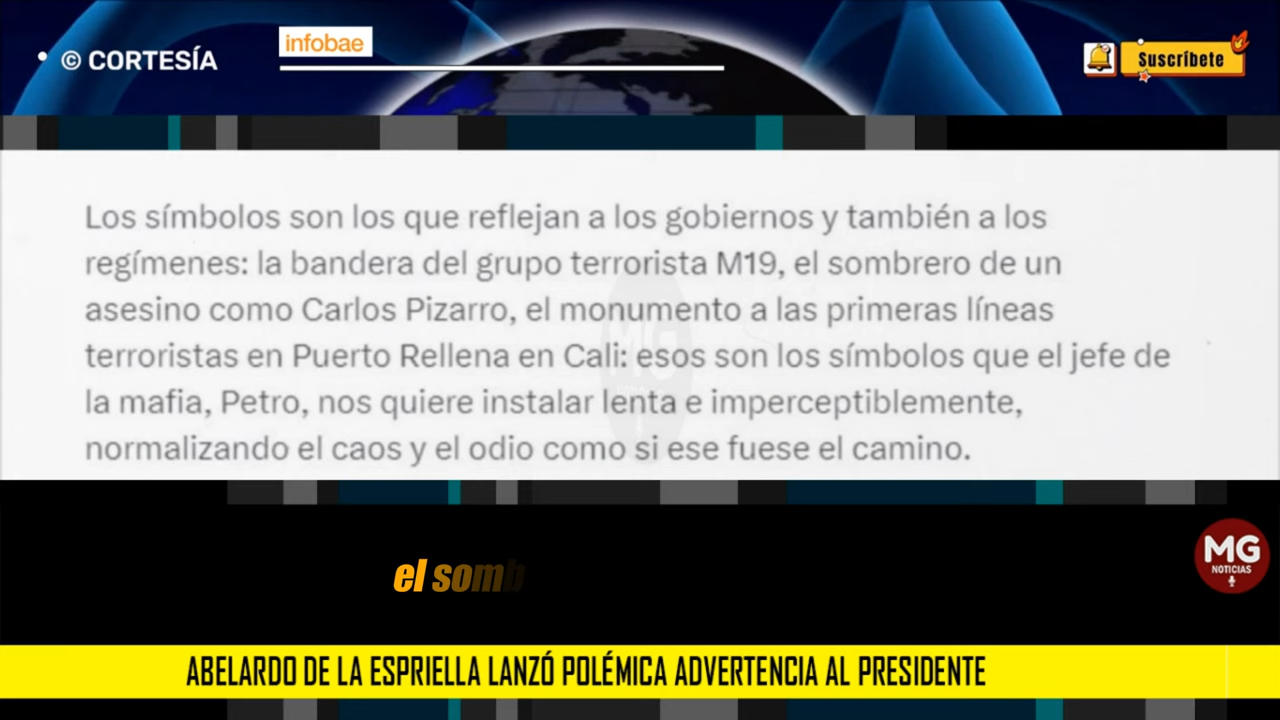 © CORTESÍA
infobae
Suscríbete
Los símbolos son los que reflejan a los gobiernos y también a los
regímenes: la bandera del grupo terrorista M19, el sombrero de un
asesino como Carlos Pizarro, el monumento a las primeras líneas
terroristas en Puerto Rellena en Cali: esos son los símbolos que el jefe de
la mafia, Petro, nos quiere instalar lenta e imperceptiblemente,
normalizando el caos y el odio como si ese fuese el camino.
el somb
MG
NOTICIAS
ABELARDO DE LA ESPRIELLA LANZÓ POLÉMICA ADVERTENCIA AL PRESIDENTE